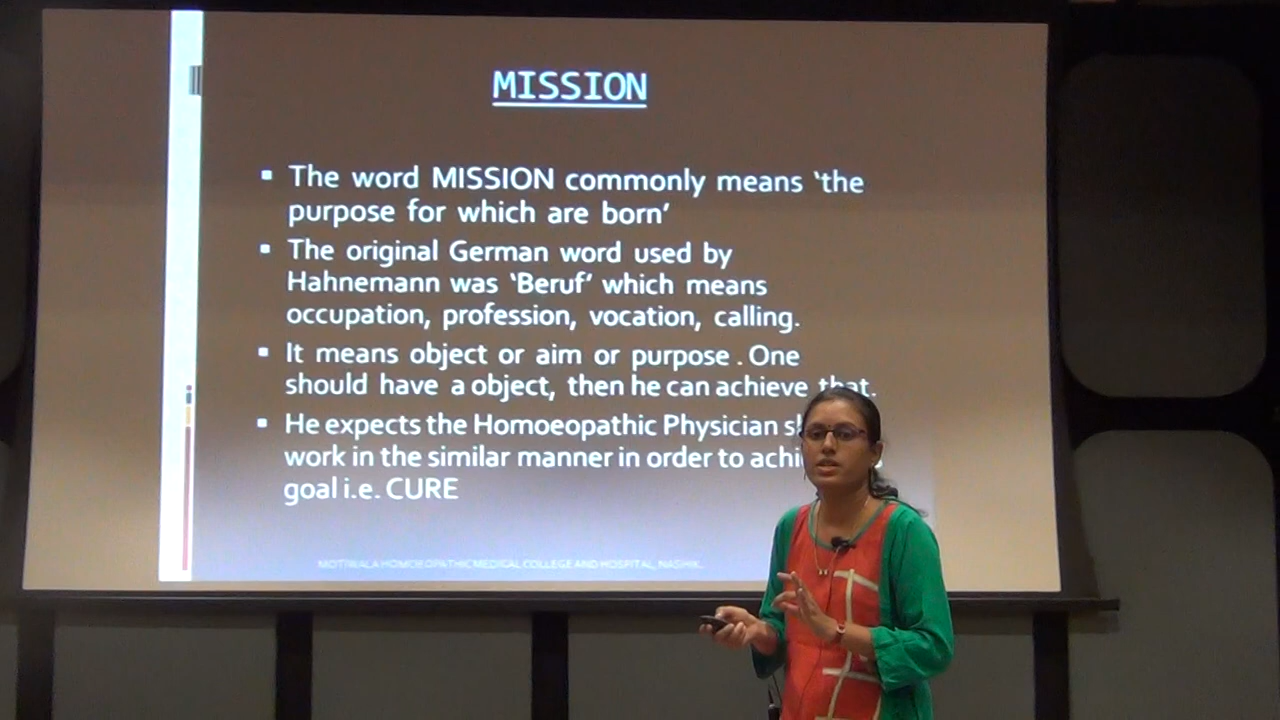 MISSION
The word MISSION commonly means ‘the
purpose for which are born’
The original German word used by
Hahnemann was ‘Beruf’ which means
occupation, profession, vocation, calling.
It means object or aim or purpose . One
should have a object, then he can achieve that.
He expects the Homoeopathic Physician
work in the similar manner in order to
goal i.e. CURE
MOTIWALA HOMOEOPATHIC MEDICAL COLLEGE AND HOSPITAL, NASHIK.